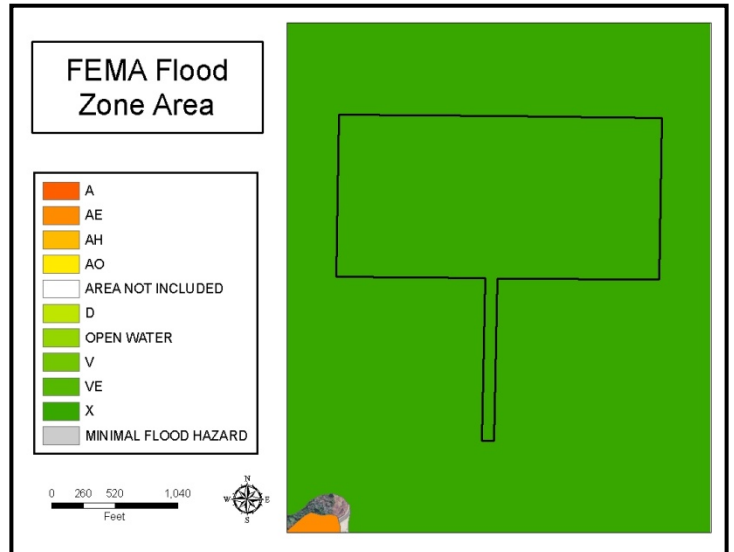 FEMA Flood
Zone Area
A
AE
AH
AO
AREA NOT INCLUDED
D
OPEN WATER
V
VE
X
MINIMAL FLOOD HAZARD
0 260 520 1,040
Feet
N
W E
S